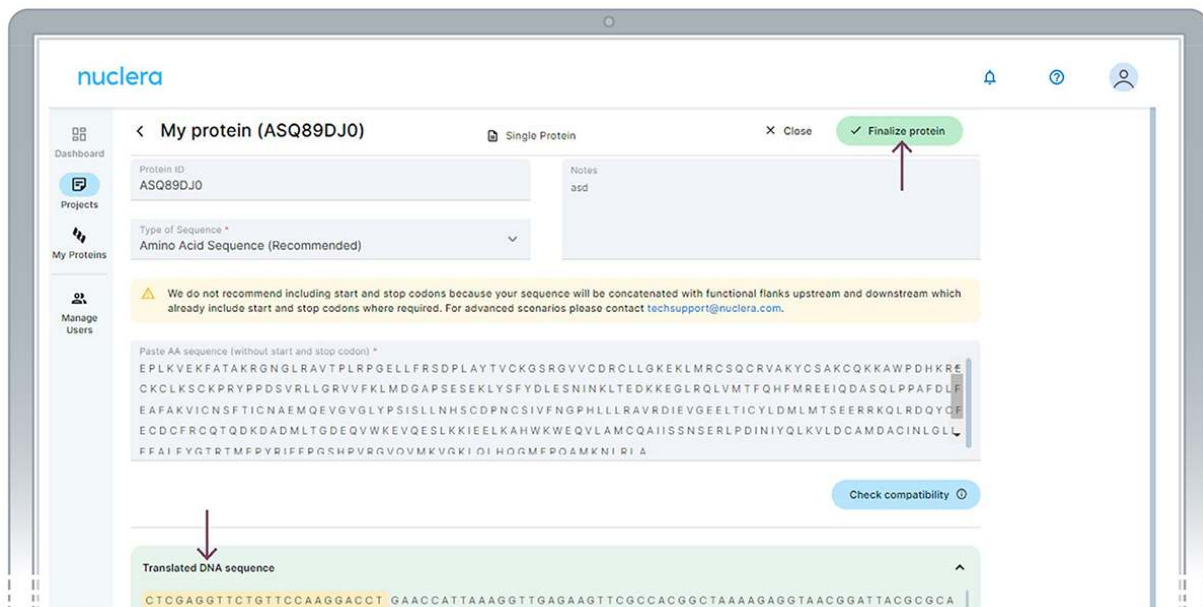 nuclera
Dashboard
Projects
My Proteins
Manage
Users
My protein (ASQ89DJ0)
Single Protein
Close
Finalize protein
Protein ID
ASQ89DJ0
Notes
asd
Type of Sequence *
Amino Acid Sequence (Recommended)
We do not recommend including start and stop codons because your sequence will be concatenated with functional flanks upstream and downstream which
already include start and stop codons where required. For advanced scenarios please contact techsupport@nuclera.com.
Paste AA sequence (without start and stop codon) *
EPLKVEKFATAKRGNGLRAVTPLRPGELLFRSDPLAYTVCKGSRGVVCDRCLLGKEKLMRCSQCRVAKYCSAKCQKKAWPDHKRE
CKCLKSCKPRYPPDSVRLLGRVVFKLMDGAPSESEKLYSFYDLESNINKLTEDKKEGLRQLVMTFQHFMREEIQDASQLPPAFDLF
EAFAKVICNSFTICNAEMQEVGVGLYPSISLLNHSCDPNCSIVFNGPHLLLRAVRDIEVGEELTICYLDMLMTSEERRKQLRDQYCF
ECDCFRCQTQDKDADMLTGDEQVWKEVQESLKKIEELKAHWKWEQVLAMCQAIISSNSERLPDINIYQLKVLDCAMDACINLGLL
EEALFYGTRTMEPYRIFFPGSHPVRGVQVMKVGKLQLHQGMFPQAMKNLRLA
Check compatibility
Translated DNA sequence
CTCGAGGTTCTGTTCCAAGGACCT GAACCATTAAAGGTTGAGAAGTTCGCCACGGCTAAAAGAGGTAACGGATTACGCGCA